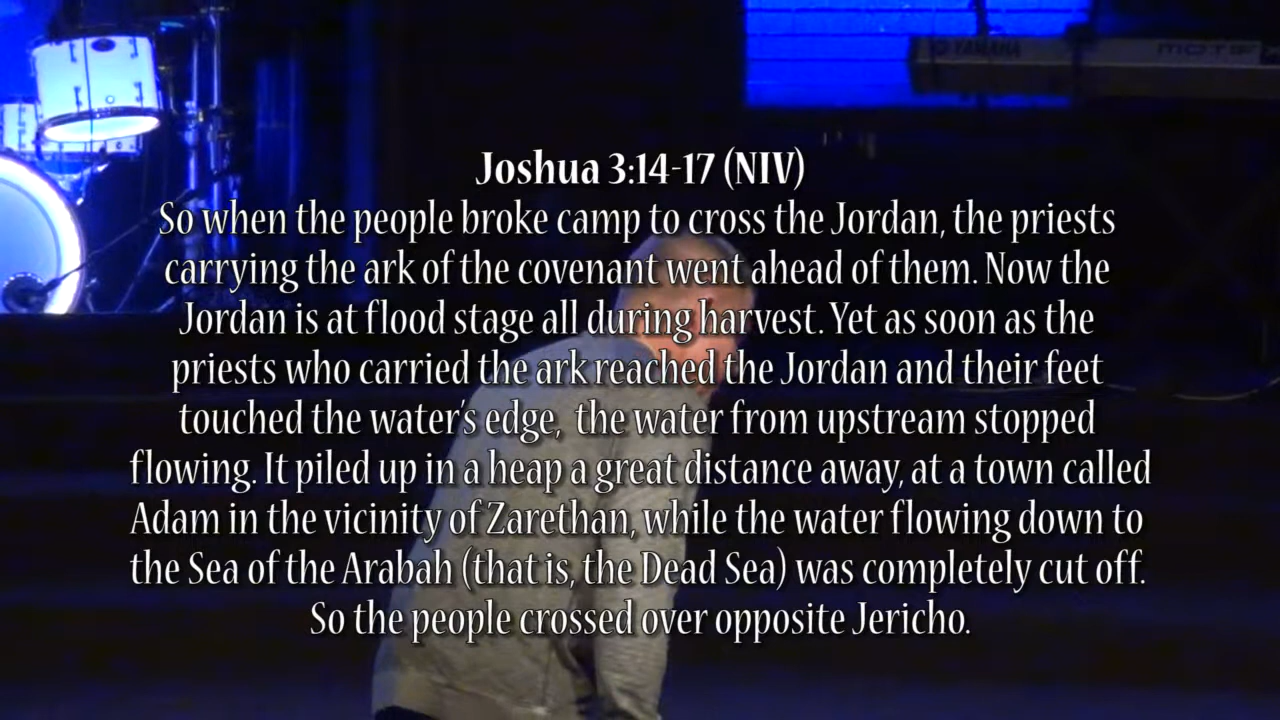 YAMAHA
MOTIF
Joshua 3:14-17 (NIV)
So when the people broke camp to cross the Jordan, the priests
carrying the ark of the covenant went ahead of them. Now the
Jordan is at flood stage all during harvest. Yet as soon as the
priests who carried the ark reached the Jordan and their feet
touched the water's edge, the water from upstream stopped
flowing. It piled up in a heap a great distance away, at a town called
Adam in the vicinity of Zarethan, while the water flowing down to
the Sea of the Arabah (that is, the Dead Sea) was completely cut off.
So the people crossed over opposite Jericho.